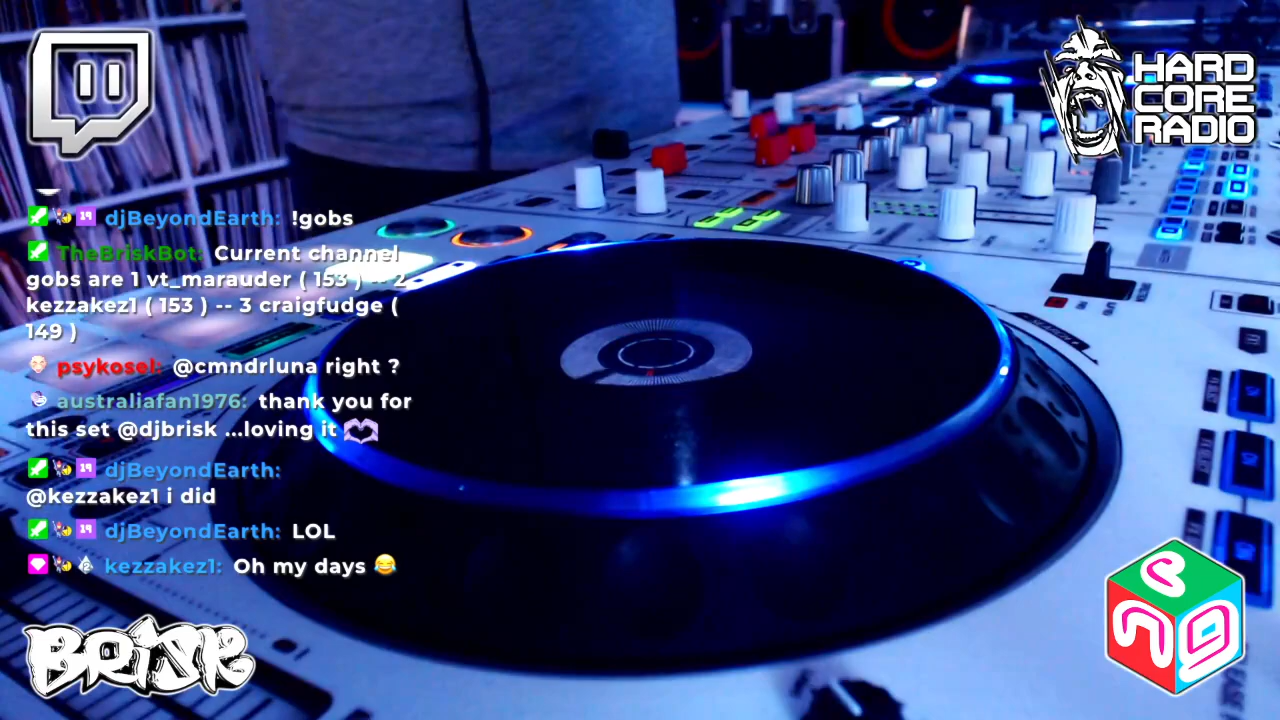 HARD
CORE
RADIO
djBeyondEarth: !gobs
TheBriskBot: Current channel
gobs are 1 vt_marauder ( 153 ) -- 2
kezzakez1 ( 153 ) -- 3 craigfudge (
149 )
psykosel: @cmndrluna right ?
australiafan1976: thank you for
this set @djbrisk ...loving it
djBeyondEarth:
@kezzakez1 i did
djBeyondEarth: LOL
kezzakez1: Oh my days
BRISK